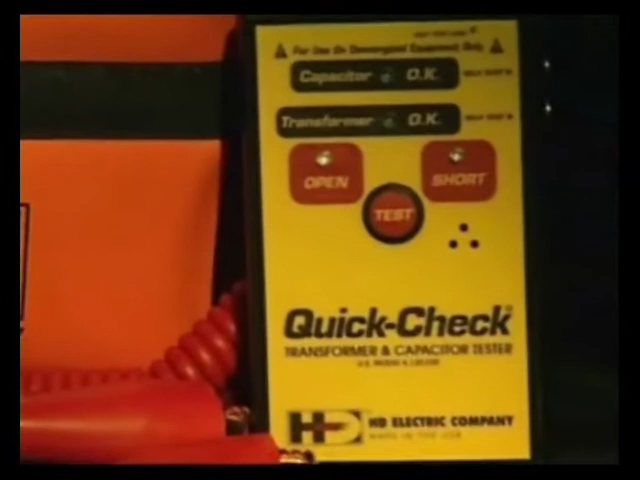 For Use On Deenergized Equipment Only
Capacitor O.K.
Transformer O.K.
OPEN
SHORT
TEST
Quick-Check
TRANSFORMER & CAPACITOR TESTER
HD HD ELECTRIC COMPANY
MADE IN THE USA